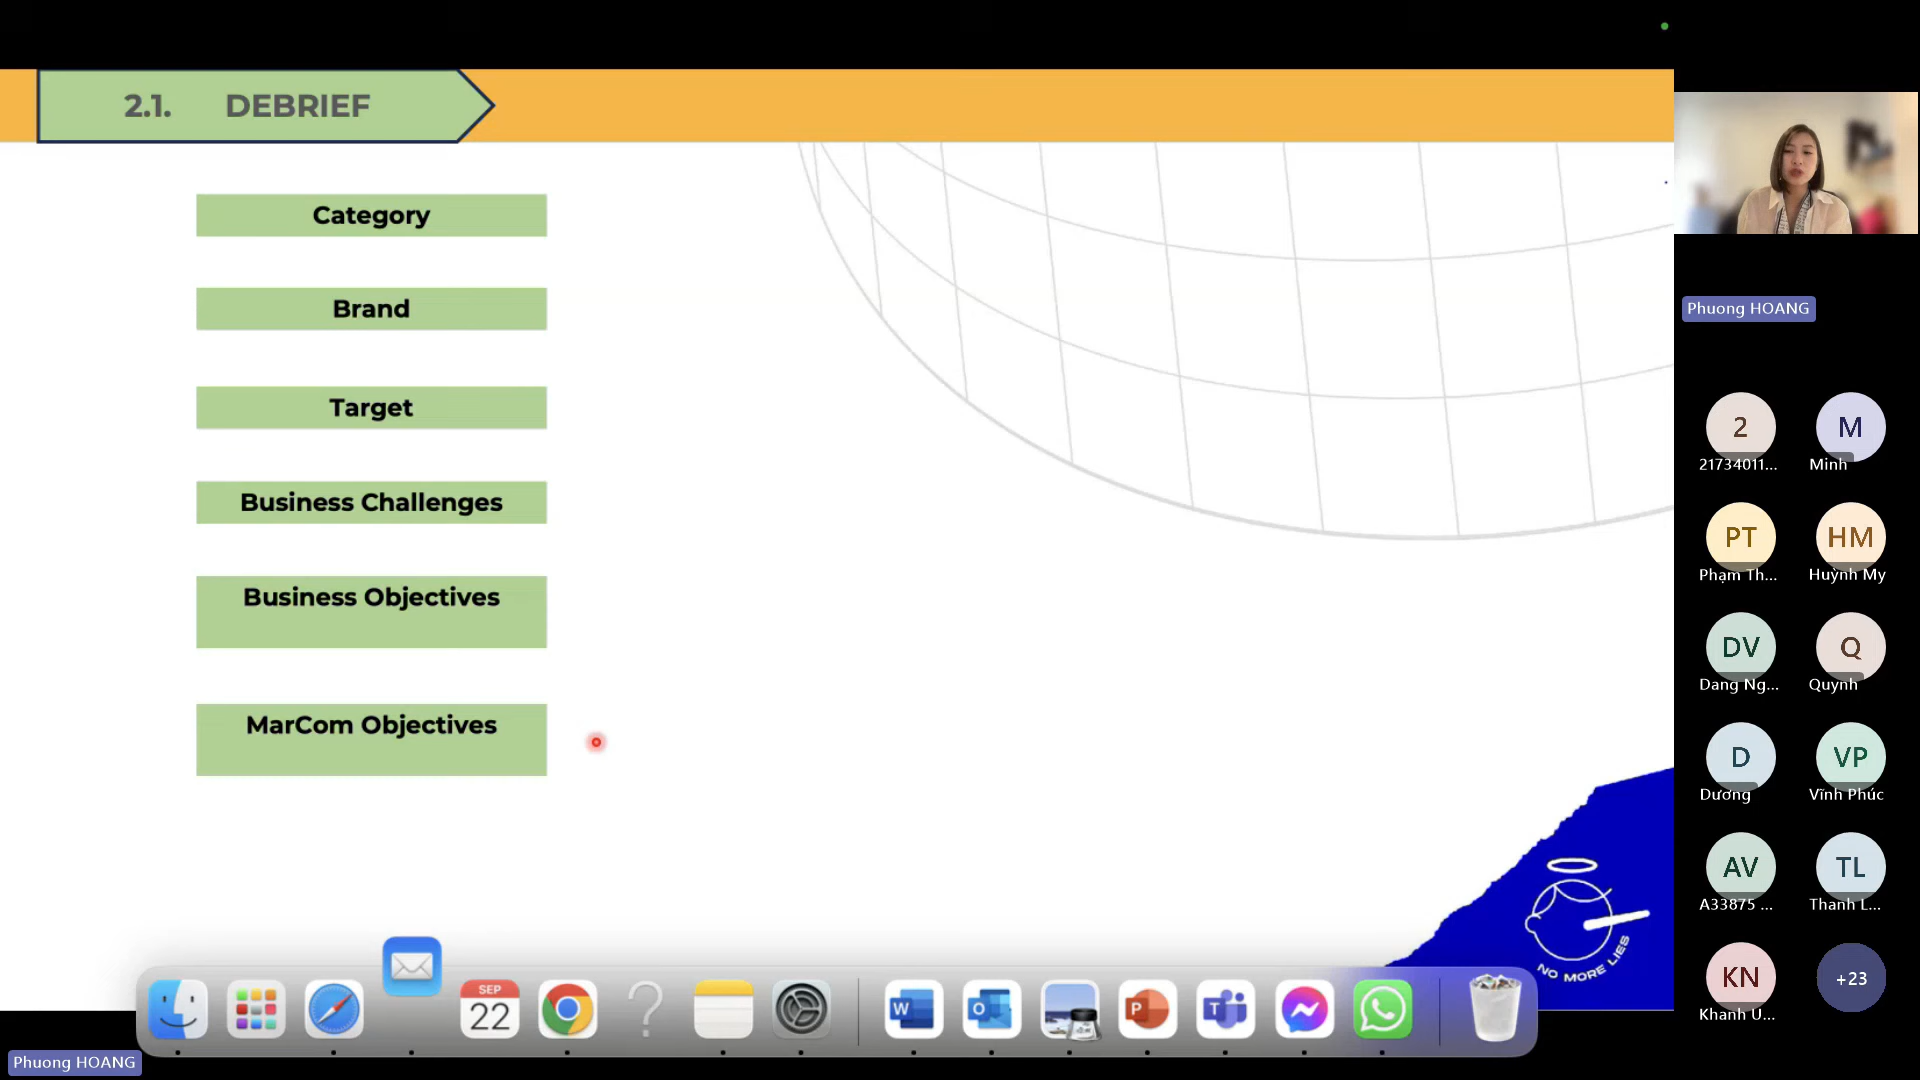 2.1. DEBRIEF
Category
Brand
Target
Business Challenges
Business Objectives
MarCom Objectives
NO MORE LIES
SEP
22
W
O
P
T
Phuong HOANG
Phuong HOANG
2
M
21734011...
Minh
PT
HM
Phạm Th...
Huỳnh My
DV
Q
Dang Ng...
Quynh
D
VP
Dương
Vĩnh Phúc
AV
TL
A33875 ...
Thanh L...
KN
+23
Khanh U...